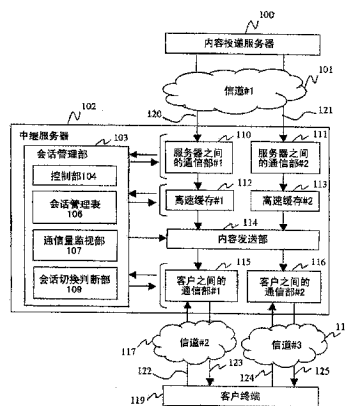 100
内容投递服务器
101
信道#1
102
120
121
中继服务器
103
110
111
会话管理部
服务器之间
的通信部#1
服务器之间
的通信部#2
控制部104
112
113
会话管理表
106
高速缓存#1
高速缓存#2
114
通信量监视部
107
内容发送部
115
116
会话切换判断部
109
客户之间的
通信部#1
客户之间的
通信部#2
11
117
信道#2
信道#3
122
123
124
125
119
客户终端